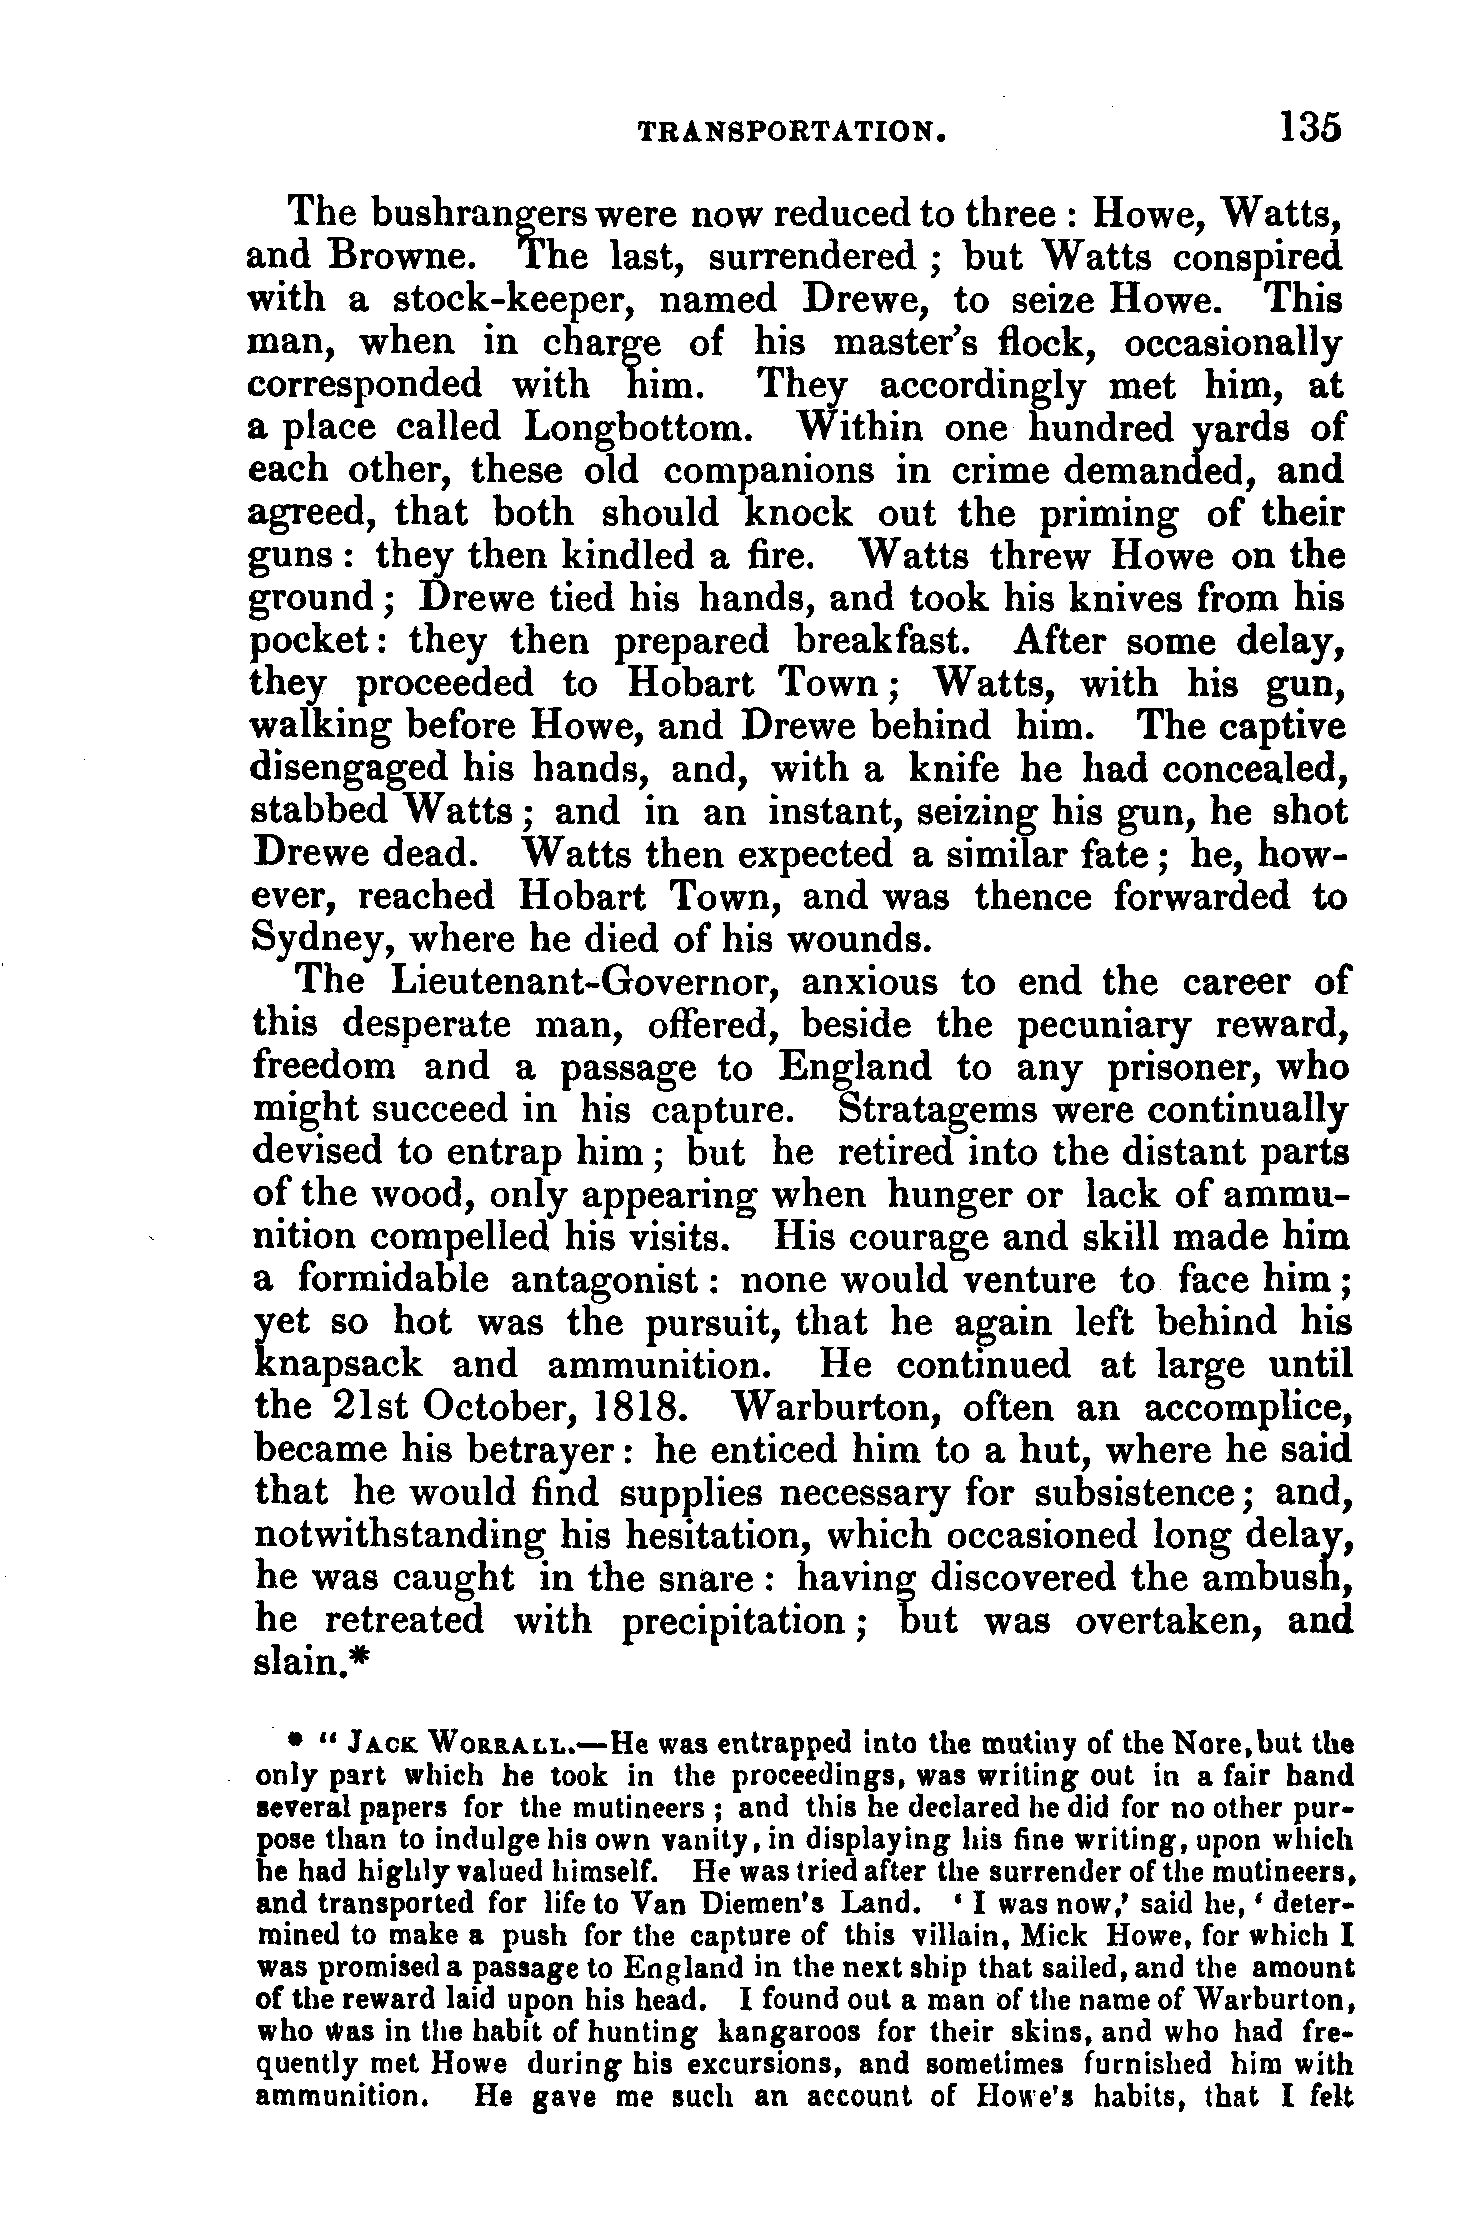 TRANSPORTATION. 135
The bushrangers were now reduced to three : Howe, Watts,
and Browne. The last, surrendered ; but Watts conspired
with a stock-keeper, named Drewe, to seize Howe. This
man, when in charge of his master's flock, occasionally
corresponded with him. They accordingly met him, at
a place called Longbottom. Within one hundred yards of
each other, these old companions in crime demanded, and
agreed, that both should knock out the priming of their
guns : they then kindled a fire. Watts threw Howe on the
ground ; Drewe tied his hands, and took his knives from his
pocket : they then prepared breakfast. After some delay,
they proceeded to Hobart Town ; Watts, with his gun,
walking before Howe, and Drewe behind him. The captive
disengaged his hands, and, with a knife he had concealed,
stabbed Watts ; and in an instant, seizing his gun, he shot
Drewe dead. Watts then expected a similar fate ; he, how-
ever, reached Hobart Town, and was thence forwarded to
Sydney, where he died of his wounds.
The Lieutenant-Governor, anxious to end the career of
this desperate man, offered, beside the pecuniary reward,
freedom and a passage to England to any prisoner, who
might succeed in his capture. Stratagems were continually
devised to entrap him ; but he retired into the distant parts
of the wood, only appearing when hunger or lack of ammu-
nition compelled his visits. His courage and skill made him
a formidable antagonist : none would venture to face him ;
yet so hot was the pursuit, that he again left behind his
knapsack and ammunition. He continued at large until
the 21st October, 1818. Warburton, often an accomplice,
became his betrayer : he enticed him to a hut, where he said
that he would find supplies necessary for subsistence ; and,
notwithstanding his hesitation, which occasioned long delay,
he was caught in the snare : having discovered the ambush,
he retreated with precipitation ; but was overtaken, and
slain.*
* " JACK WORRALL.—He was entrapped into the mutiny of the Nore, but the
only part which he took in the proceedings, was writing out in a fair hand
several papers for the mutineers ; and this he declared he did for no other pur-
pose than to indulge his own vanity, in displaying his fine writing, upon which
he had highly valued himself. He was tried after the surrender of the mutineers,
and transported for life to Van Diemen's Land. ' I was now,' said he, ' deter-
mined to make a push for the capture of this villain, Mick Howe, for which I
was promised a passage to England in the next ship that sailed, and the amount
of the reward laid upon his head. I found out a man of the name of Warburton,
who was in the habit of hunting kangaroos for their skins, and who had fre-
quently met Howe during his excursions, and sometimes furnished him with
ammunition. He gave me such an account of Howe's habits, that I felt